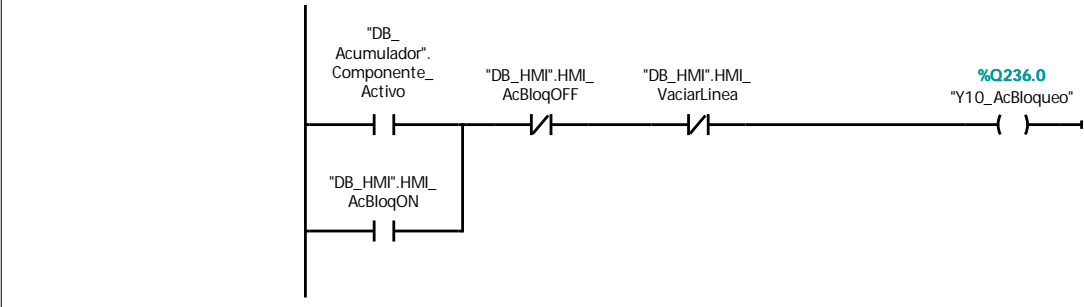 "DB_
Acumulador".
Componente_
Activo
"DB_HMI".HMI_
AcBloqOFF
"DB_HMI".HMI_
VaciarLinea
%Q236.0
"Y10_AcBloqueo"
"DB_HMI".HMI_
AcBloqON